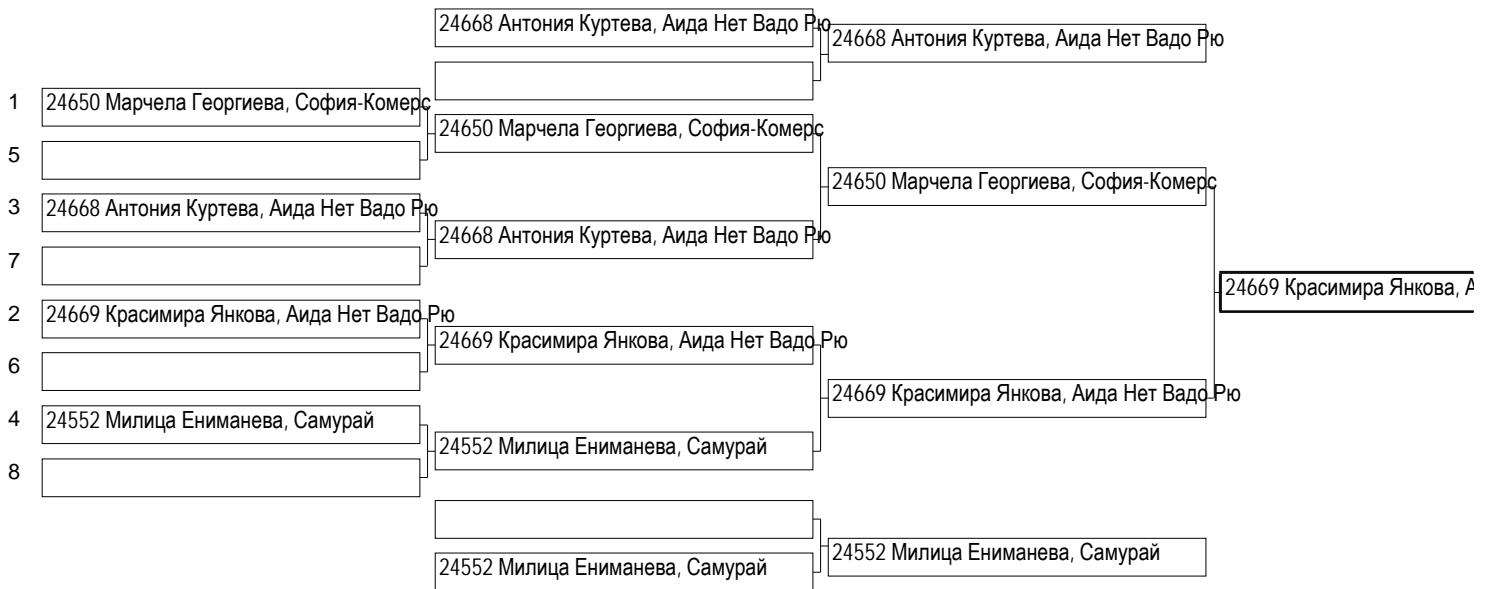 24668 Антония Куртева, Аида Нет Вадо Рю
24668 Антония Куртева, Аида Нет Вадо Рю
1 24650 Марчела Георгиева, София-Комерс
24650 Марчела Георгиева, София-Комерс
5
24650 Марчела Георгиева, София-Комерс
3 24668 Антония Куртева, Аида Нет Вадо Рю
24668 Антония Куртева, Аида Нет Вадо Рю
7
24669 Красимира Янкова, А
2 24669 Красимира Янкова, Аида Нет Вадо Рю
24669 Красимира Янкова, Аида Нет Вадо Рю
6
24669 Красимира Янкова, Аида Нет Вадо Рю
4 24552 Милица Ениманева, Самурай
24552 Милица Ениманева, Самурай
8
24552 Милица Ениманева, Самурай
24552 Милица Ениманева, Самурай